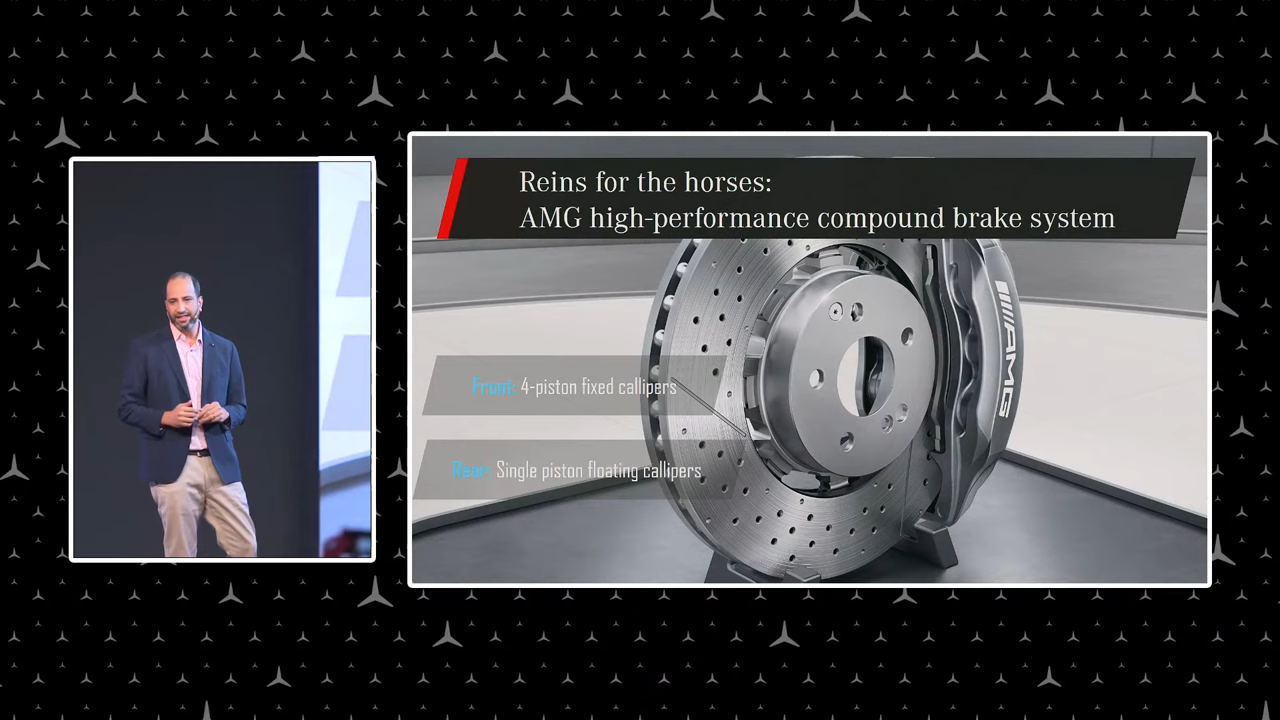 Reins for the horses:
AMG high-performance compound brake system
Front: 4-piston fixed callipers
Rear: Single piston floating callipers
AMG